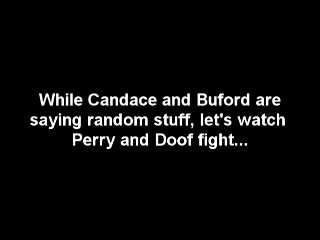 While Candace and Buford are
saying random stuff, let's watch
Perry and Doof fight...